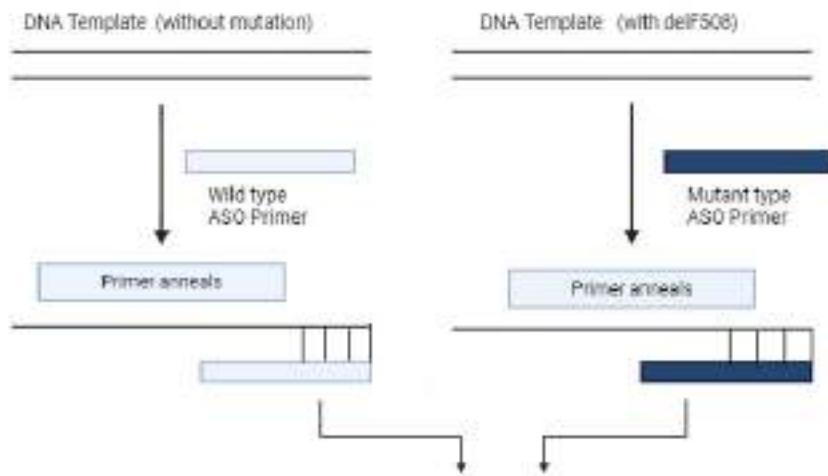 DNA Template (without mutation)
DNA Template (with delF508)
Wild type
ASO Primer
Mutant type
ASO Primer
Primer anneals
Primer anneals